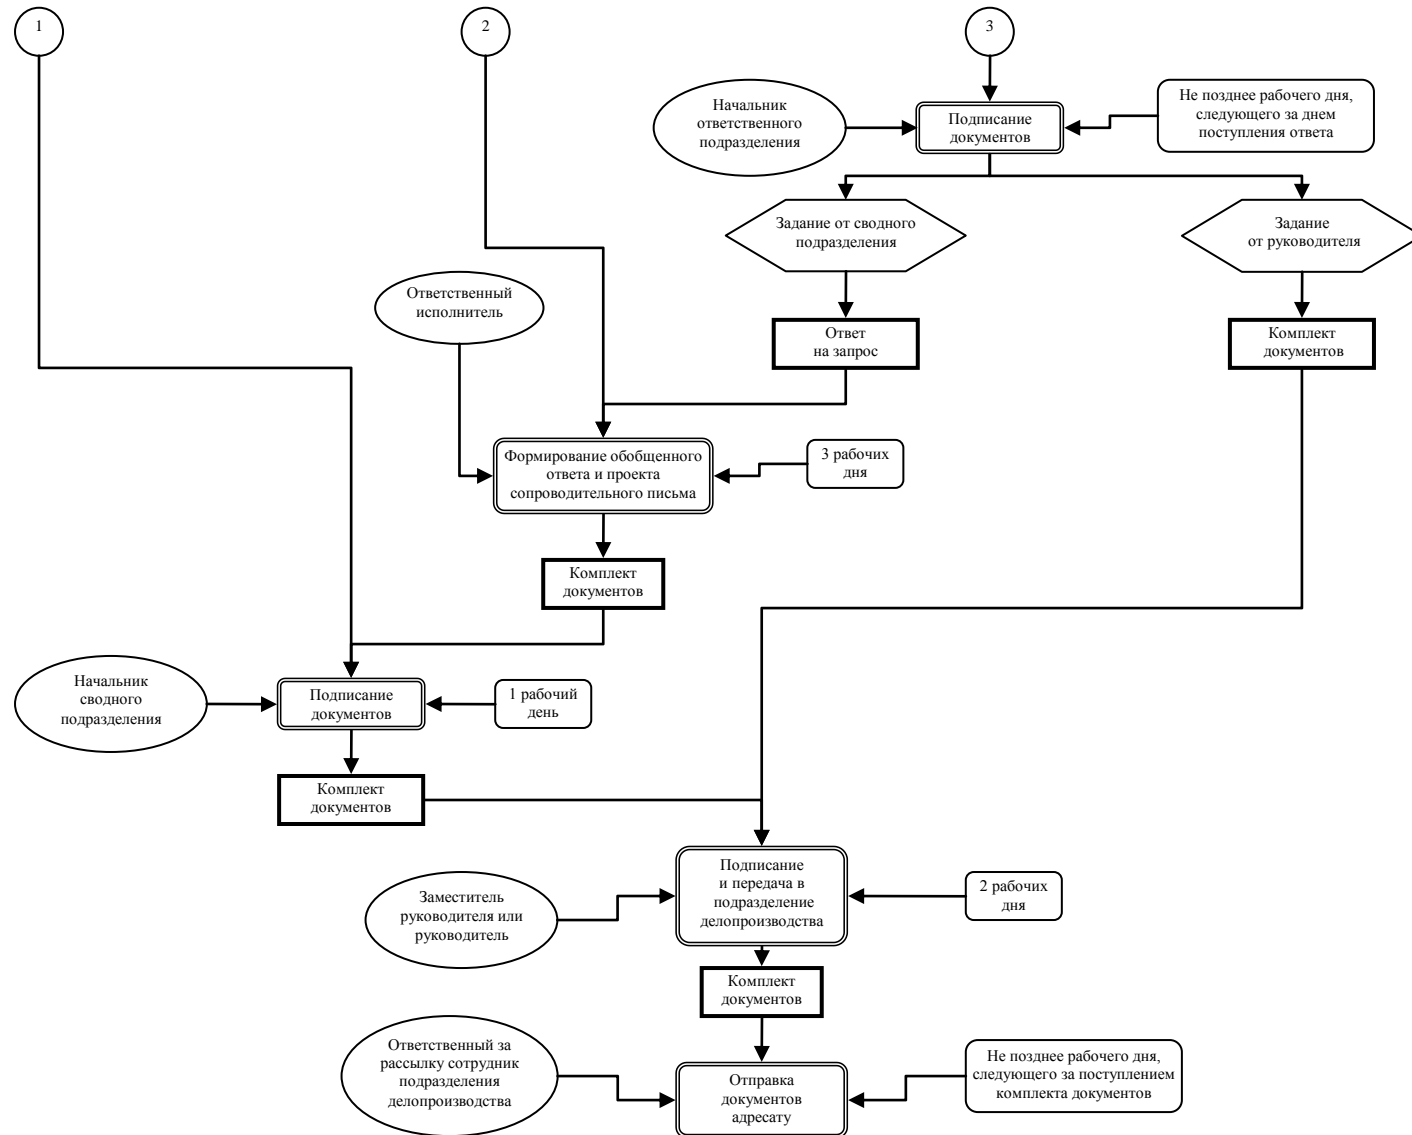 1
2
3
Начальник
ответственного
подразделения
Подписание
документов
Не позднее рабочего дня,
следующего за днем
поступления ответа
Задание от сводного
подразделения
Задание
от руководителя
Ответственный
исполнитель
Ответ
на запрос
Комплект
документов
Формирование обобщенного
ответа и проекта
сопроводительного письма
3 рабочих
дня
Комплект
документов
Начальник
сводного
подразделения
Подписание
документов
1 рабочий
день
Комплект
документов
Подписание
и передача в
подразделение
делопроизводства
Заместитель
руководителя или
руководитель
2 рабочих
дня
Комплект
документов
Ответственный за
рассылку сотрудник
подразделения
делопроизводства
Отправка
документов
адресату
Не позднее рабочего дня,
следующего за поступлением
комплекта документов